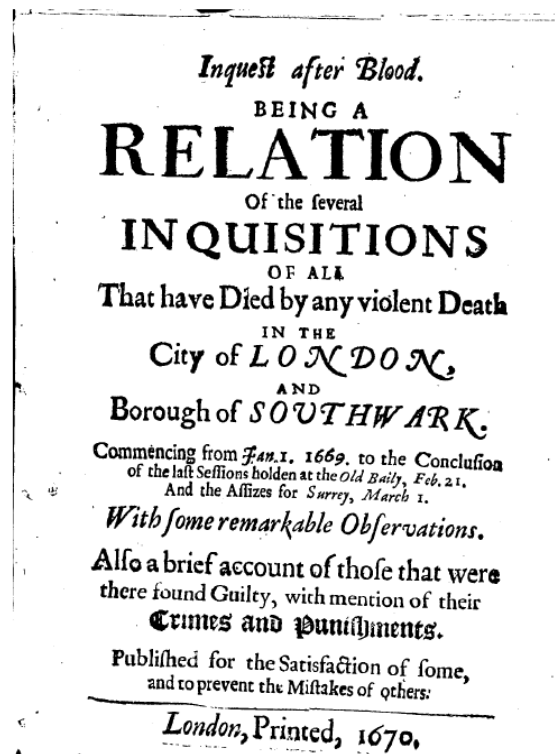 Inquest after Blood.
BEING A
RELATION
Of the ſeveral
INQUISITIONS
OF ALL
That have Died by any violent Death
IN THE
City of LONDON,
AND
Borough of SOUTHWARK.
Commencing from Jan. 1. 1669. to the Concluſion
of the laſt Seſſions holden at the Old Baily, Feb. 21.
And the Aſſizes for Surrey, March 1.
With ſome remarkable Obſervations.
Alſo a brief account of thoſe that were
there found Guilty, with mention of their
Crimes and Puniſhments.
Publiſhed for the Satisfaction of ſome,
and to prevent the Miſtakes of others:
London, Printed, 1670.